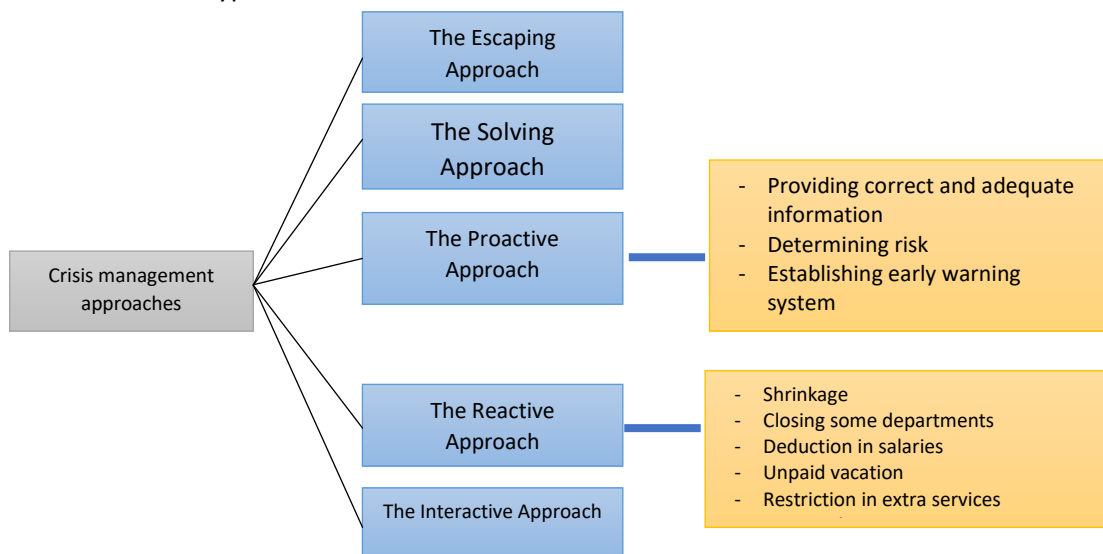 The Escaping
Approach
The Solving
Approach
- Providing correct and adequate
information
- Determining risk
- Establishing early warning
system
The Proactive
Approach
Crisis management
approaches
The Reactive
Approach
- Shrinkage
- Closing some departments
- Deduction in salaries
- Unpaid vacation
- Restriction in extra services
The Interactive Approach